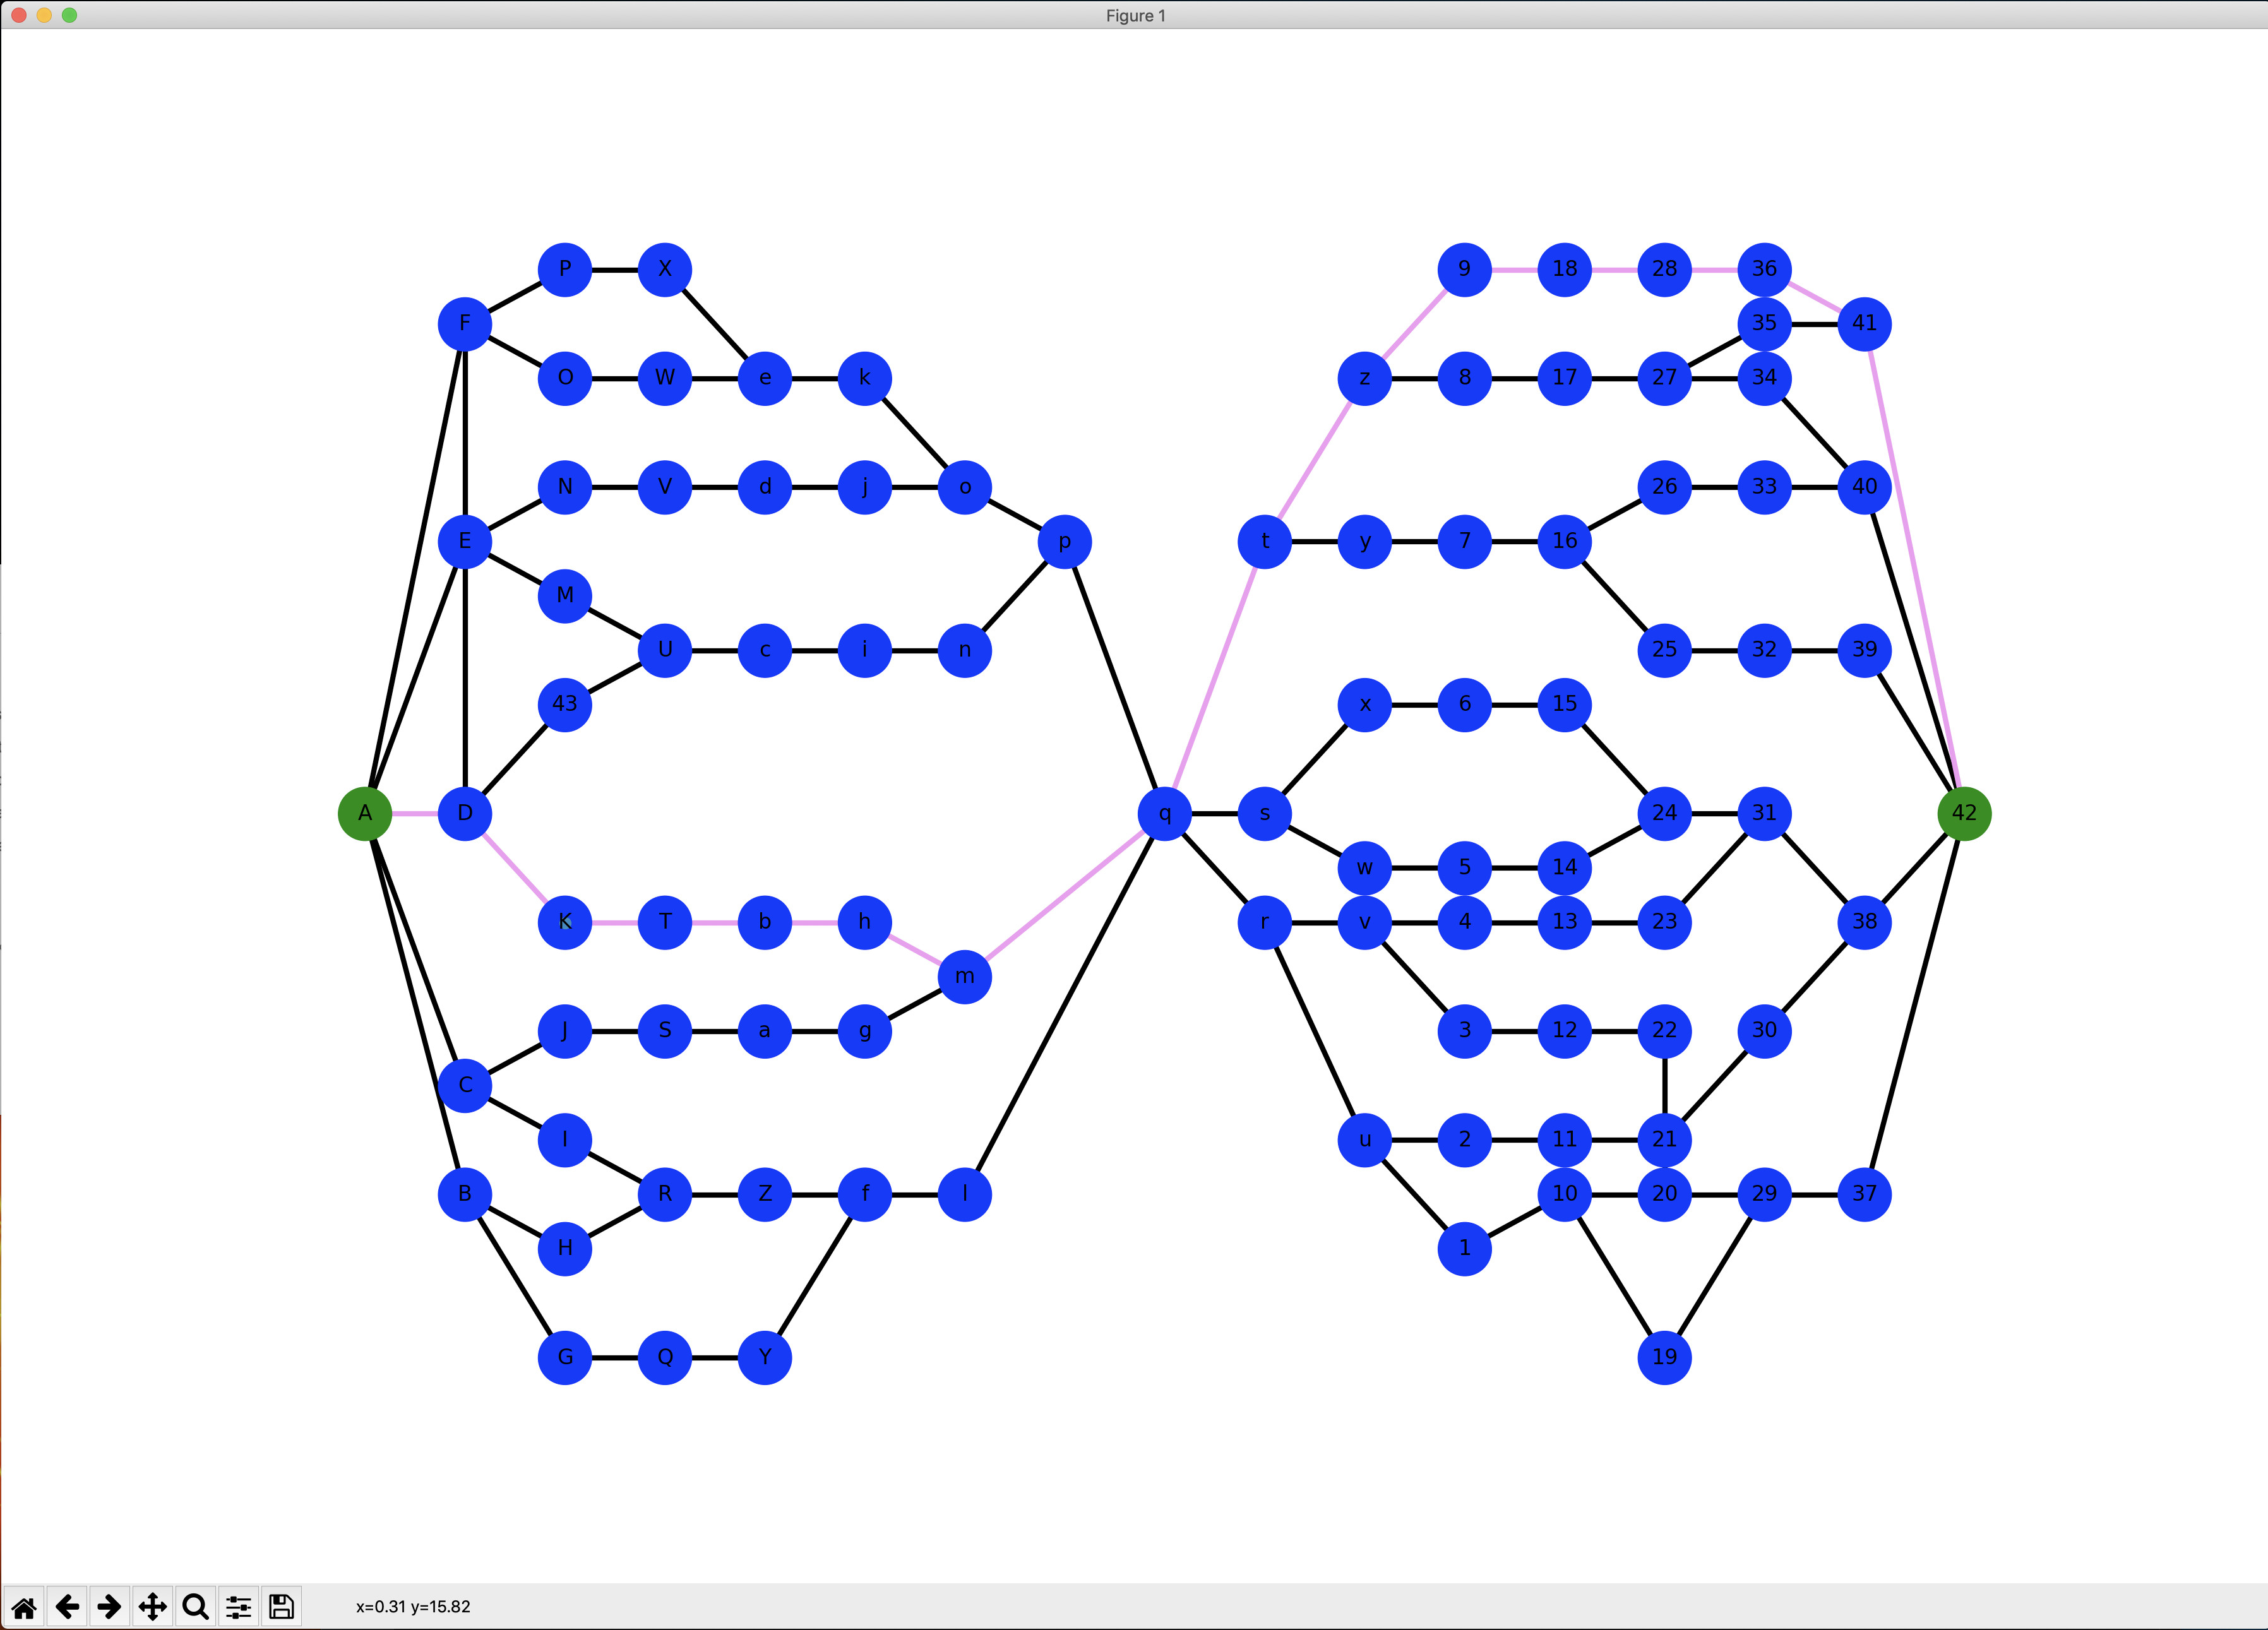 Figure 1
P X 9 18 28 36
F 35 41
O W e k z 8 17 27 34
N V d j o 26 33 40
E p t y 7 16
M
U c i n 25 32 39
43 x 6 15
A D q s 24 31 42
w 5 14
K T b h r v 4 13 23 38
m
J S a g 3 12 22 30
C
I u 2 11 21
B R Z f l 10 20 29 37
H 1
G Q Y 19
x=0.31 y=15.82